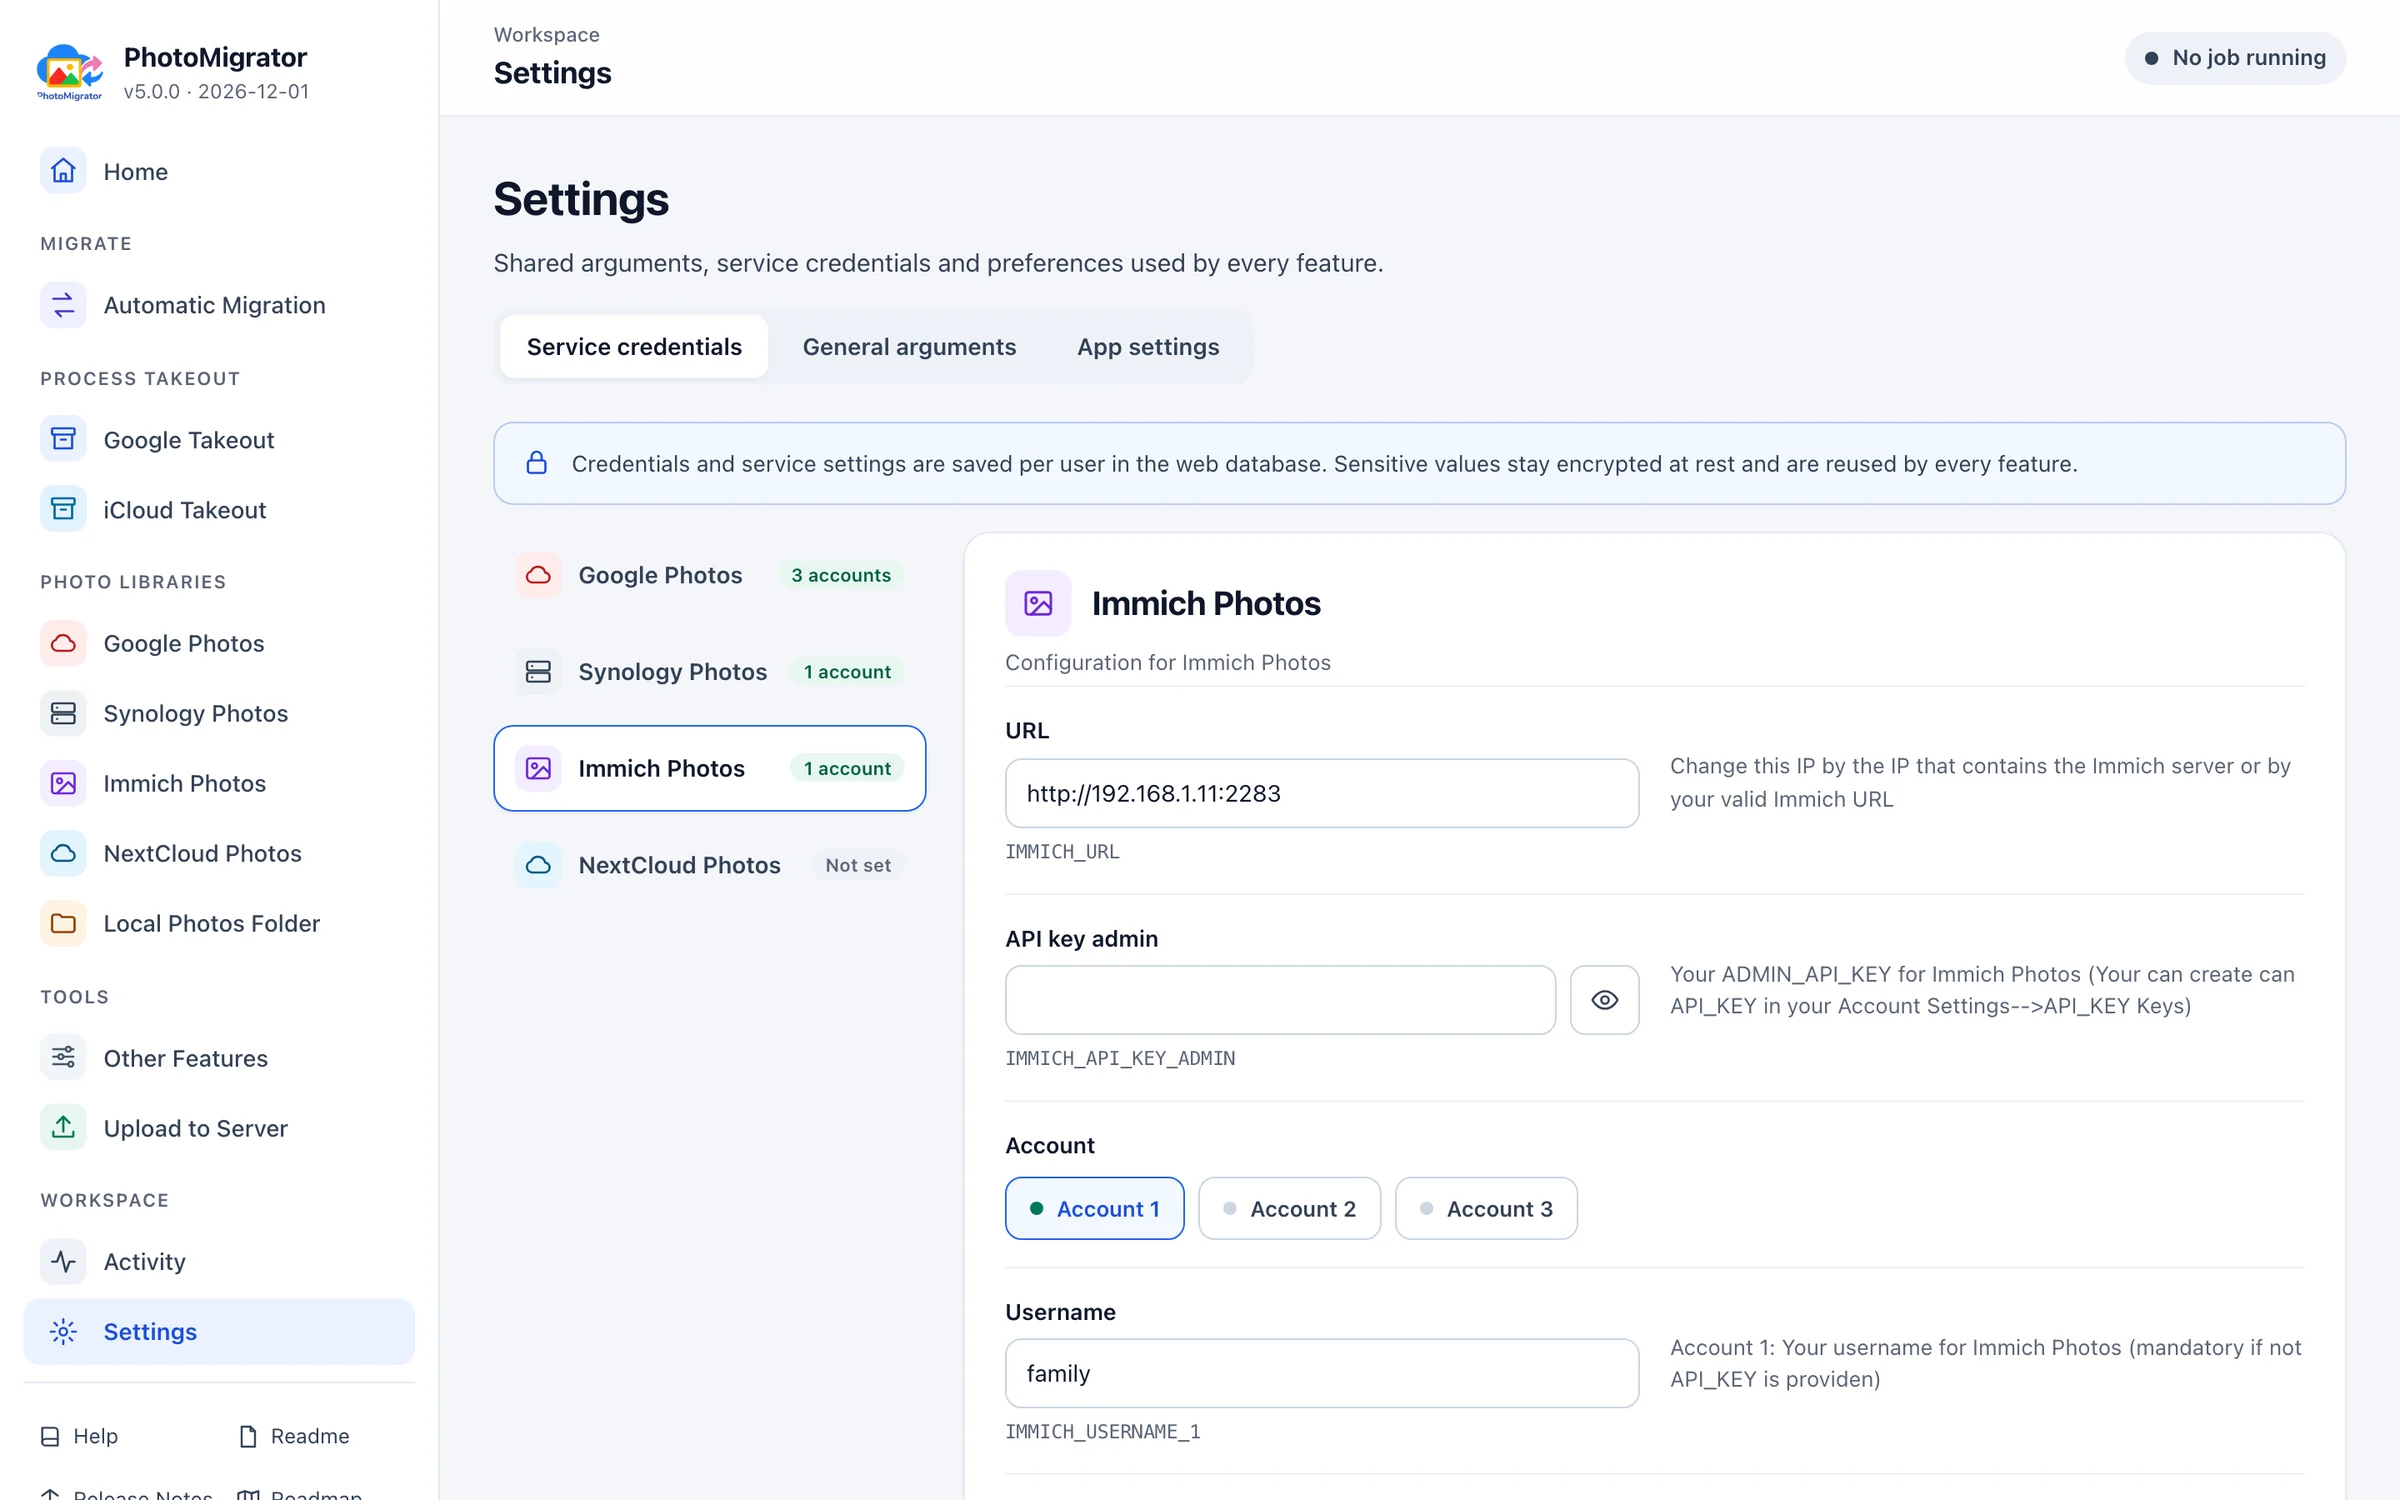 PhotoMigrator
v5.0.0 · 2026-12-01
PhotoMigrator
Home
MIGRATE
Automatic Migration
PROCESS TAKEOUT
Google Takeout
iCloud Takeout
PHOTO LIBRARIES
Google Photos
Synology Photos
Immich Photos
NextCloud Photos
Local Photos Folder
TOOLS
Other Features
Upload to Server
WORKSPACE
Activity
Settings
Help
Readme
Release Notes
Roadmap
Workspace
Settings
No job running
Settings
Shared arguments, service credentials and preferences used by every feature.
Service credentials
General arguments
App settings
Credentials and service settings are saved per user in the web database. Sensitive values stay encrypted at rest and are reused by every feature.
Google Photos
3 accounts
Synology Photos
1 account
Immich Photos
1 account
NextCloud Photos
Not set
Immich Photos
Configuration for Immich Photos
URL
http://192.168.1.11:2283
IMMICH_URL
Change this IP by the IP that contains the Immich server or by
your valid Immich URL
API key admin
IMMICH_API_KEY_ADMIN
Your ADMIN_API_KEY for Immich Photos (Your can create can
API_KEY in your Account Settings-->API_KEY Keys)
Account
Account 1
Account 2
Account 3
Username
family
IMMICH_USERNAME_1
Account 1: Your username for Immich Photos (mandatory if not
API_KEY is providen)